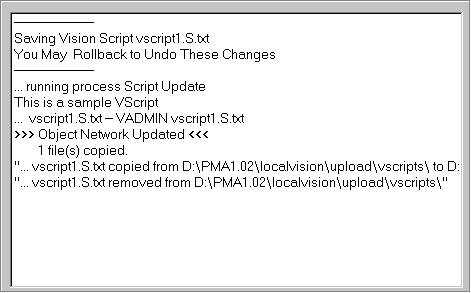 Saving Vision Script vscript1.S.txt
You May  Rollback to Undo These Changes
... running process Script Update
This is a sample VScript
...  vscript1.S.txt -- VADMIN vscript1.S.txt
>>> Object Network Updated <<<
1 file(s) copied.
"... vscript1.S.txt copied from D:\PMA1.02\localvision\upload\vscripts\ to D:
"... vscript1.S.txt removed from D:\PMA1.02\localvision\upload\vscripts\"